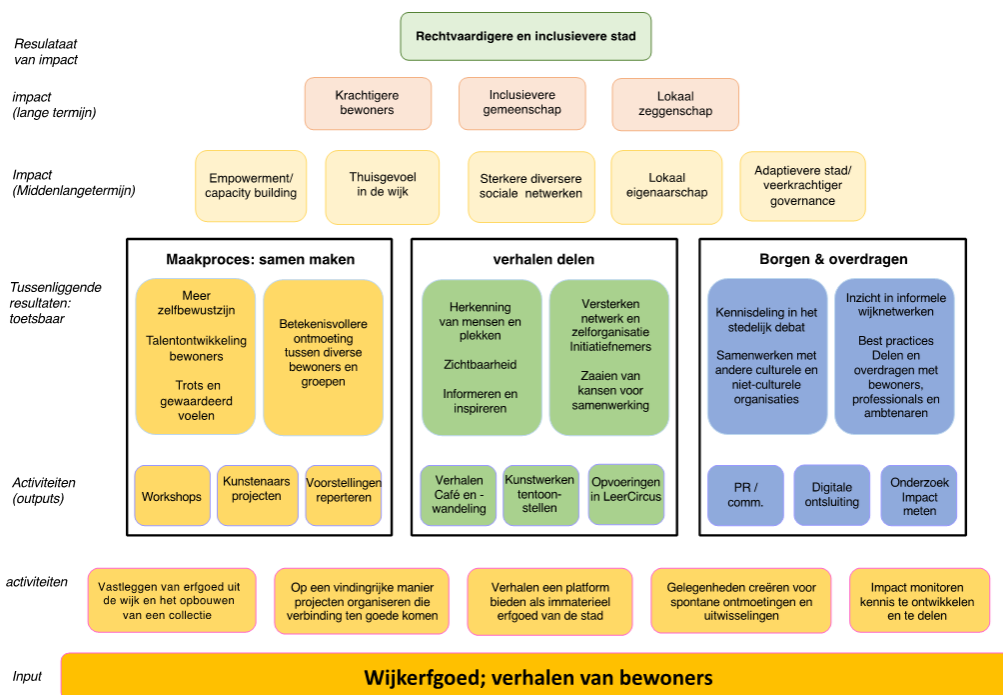 Resulataat
van impact
Rechtvaardigere en inclusievere stad
impact
(lange termijn)
Krachtigere
bewoners
Inclusievere
gemeenschap
Lokaal
zeggenschap
Impact
(Middenlangetermijn)
Empowerment/
capacity building
Thuisgevoel
in de wijk
Sterkere diversere
sociale netwerken
Lokaal
eigenaarschap
Adaptievere stad/
veerkrachtiger
governance
Tussenliggende
resultaten:
toetsbaar
Maakproces: samen maken
Meer
zelfbewustzijn
Talentontwikkeling
bewoners
Trots en
gewaardeerd
voelen
Betekenisvollere
ontmoeting
tussen diverse
bewoners en
groepen
verhalen delen
Herkenning
van mensen en
plekken
Zichtbaarheid
Informeren en
inspireren
Versterken
netwerk en
zelforganisatie
Initiatiefnemers
Zaaien van
kansen voor
samenwerking
Borgen & overdragen
Kennisdeling in het
stedelijk debat
Samenwerken met
andere culturele en
niet-culturele
organisaties
Inzicht in informele
wijknetwerken
Best practices
Delen en
overdragen met
bewoners,
professionals en
ambtenaren
Activiteiten
(outputs)
Workshops
Kunstenaars
projecten
Voorstellingen
reperteren
Verhalen
Café en -
wandeling
Kunstwerken
tentoon-
stellen
Opvoeringen
in LeerCircus
PR /
comm.
Digitale
ontsluiting
Onderzoek
Impact
meten
activiteiten
Vastleggen van erfgoed uit
de wijk en het opbouwen
van een collectie
Op een vindingrijke manier
projecten organiseren die
verbinding ten goede komen
Verhalen een platform
bieden als immaterieel
erfgoed van de stad
Gelegenheden creëren voor
spontane ontmoetingen en
uitwisselingen
Impact monitoren
kennis te ontwikkelen
en te delen
Input
Wijkerfgoed; verhalen van bewoners